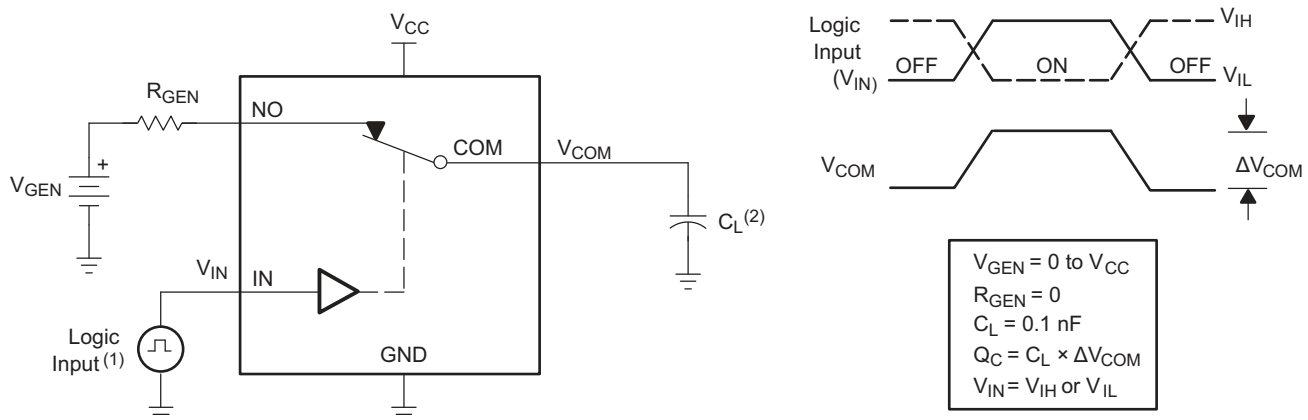 V_CC
R_GEN
NO
COM
V_COM
+
V_GEN
C_L(2)
V_IN
IN
Logic
Input(1)
GND
Logic
Input
(V_IN)
OFF
ON
OFF
V_IH
V_IL
V_COM
ΔV_COM
V_GEN = 0 to V_CC
R_GEN = 0
C_L = 0.1 nF
Q_C = C_L × ΔV_COM
V_IN = V_IH or V_IL